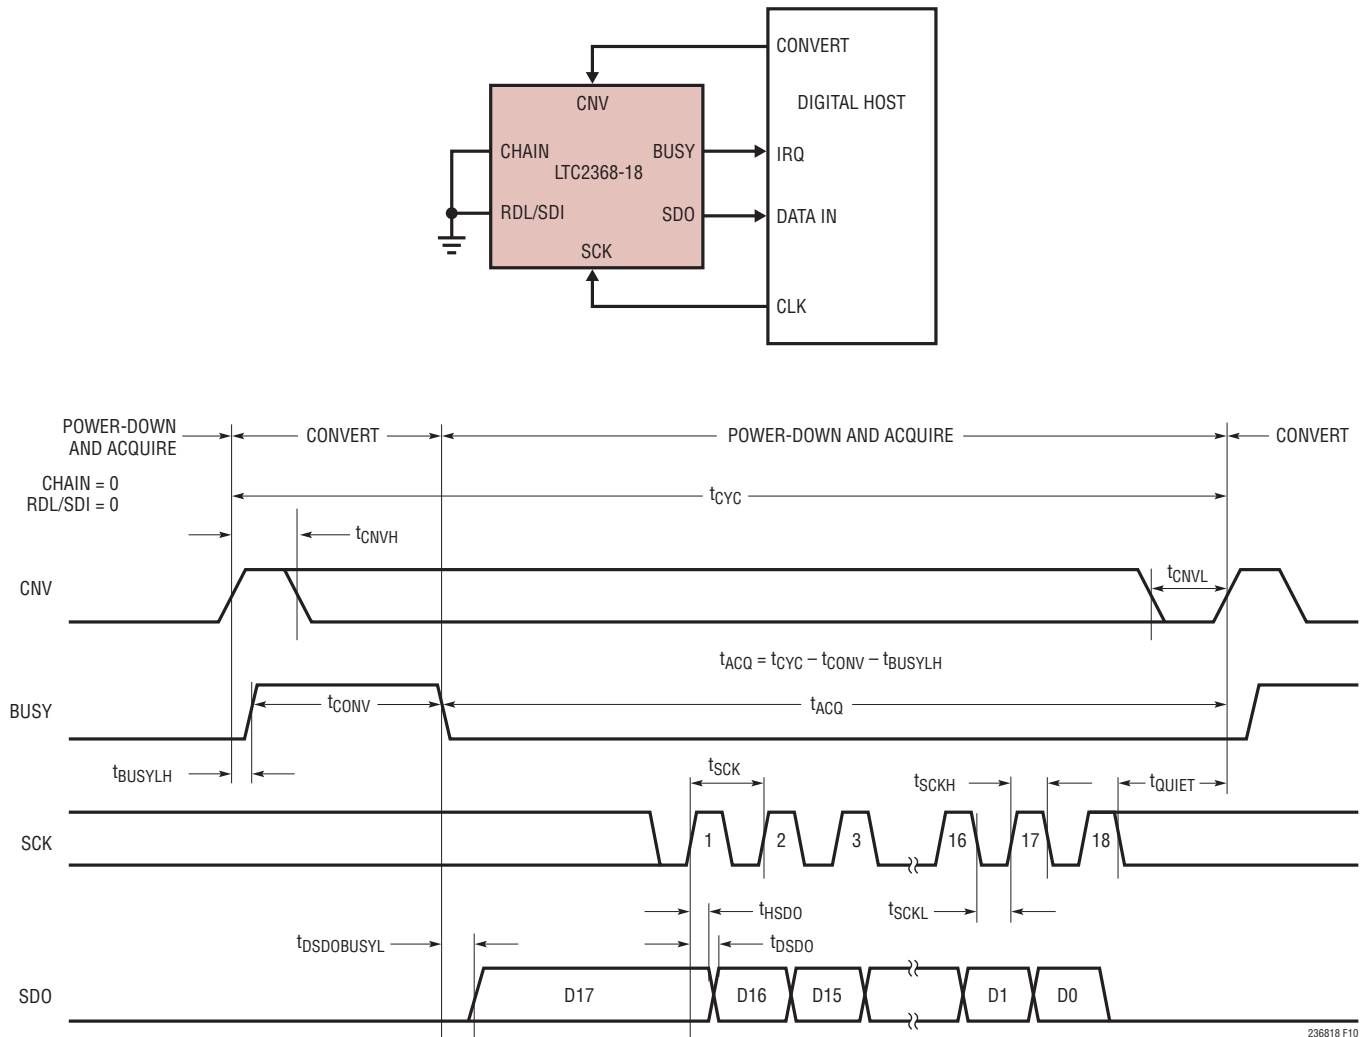 CONVERT
CNV
DIGITAL HOST
CHAIN
BUSY
IRQ
LTC2368-18
RDL/SDI
SDO
DATA IN
SCK
CLK
POWER-DOWN
AND ACQUIRE
CONVERT
POWER-DOWN AND ACQUIRE
CONVERT
CHAIN = 0
RDL/SDI = 0
tCYC
tCNVH
CNV
tCNVL
tACQ = tCYC – tCONV – tBUSYLH
BUSY
tCONV
tACQ
tBUSYLH
tSCK
tSCKH
tQUIET
SCK
1
2
3
16
17
18
tHSDO
tSCKL
tDSDOBUSYL
tDSDO
SDO
D17
D16
D15
D1
D0
236818 F10